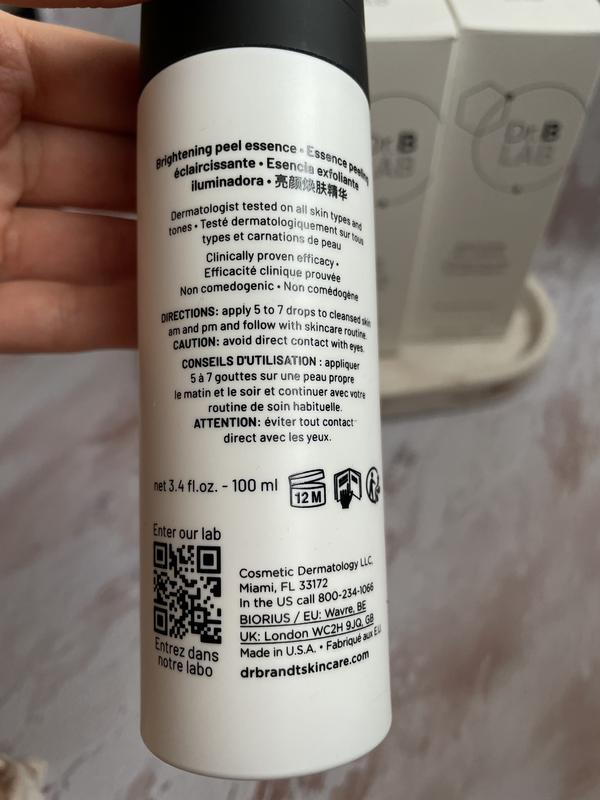 Brightening peel essence • Essence peeling
éclaircissante • Esencia exfoliante
iluminadora • 亮颜焕肤精华
Dermatologist tested on all skin types and
tones • Testé dermatologiquement sur tous
types et carnations de peau
Clinically proven efficacy •
Efficacité clinique prouvée
Non comedogenic • Non comédogène
DIRECTIONS: apply 5 to 7 drops to cleansed skin
am and pm and follow with skincare routine.
CAUTION: avoid direct contact with eyes.
CONSEILS D'UTILISATION : appliquer
5 à 7 gouttes sur une peau propre
le matin et le soir et continuer avec votre
routine de soin habituelle.
ATTENTION: éviter tout contact
direct avec les yeux.
net 3.4 fl.oz. - 100 ml
12 M
Enter our lab
Entrez dans
notre labo
Cosmetic Dermatology LLC,
Miami, FL 33172
In the US call 800-234-1066
BIORIUS / EU: Wavre, BE
UK: London WC2H 9JQ, GB
Made in U.S.A. • Fabriqué aux É.U.
drbrandtskincare.com
Dr. B
LAB
Dr. B
LAB